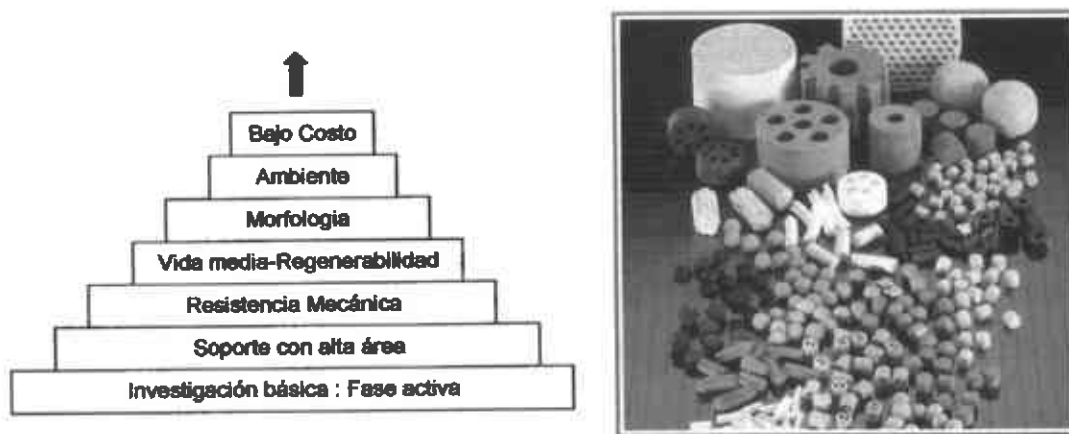 Bajo Costo
Ambiente
Morfologia
Vida media-Regenerabilidad
Resistencia Mecánica
Soporte con alta área
Investigación básica : Fase activa